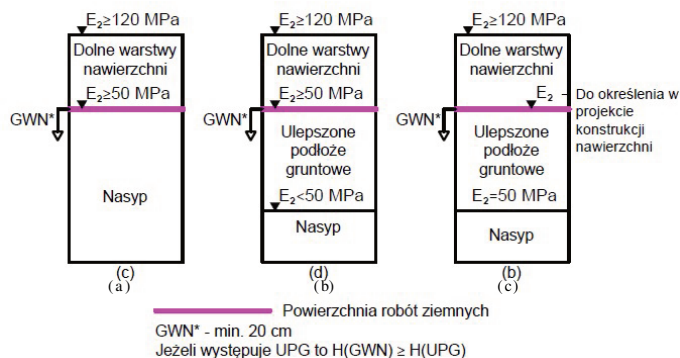 E₂≥120 MPa
Dolne warstwy
nawierzchni
E₂≥50 MPa
GWN*
Nasyp
(c)
(a)
E₂≥120 MPa
Dolne warstwy
nawierzchni
E₂≥50 MPa
GWN*
Ulepszone
podłoże
gruntowe
E₂<50 MPa
Nasyp
(d)
(b)
E₂≥120 MPa
Dolne warstwy
nawierzchni
E₂ – Do określenia w
projekcie
konstrukcji
nawierzchni
GWN*
Ulepszone
podłoże
gruntowe
E₂=50 MPa
Nasyp
(b)
(c)
Powierzchnia robót ziemnych
GWN* - min. 20 cm
Jeżeli występuje UPG to H(GWN) ≥ H(UPG)